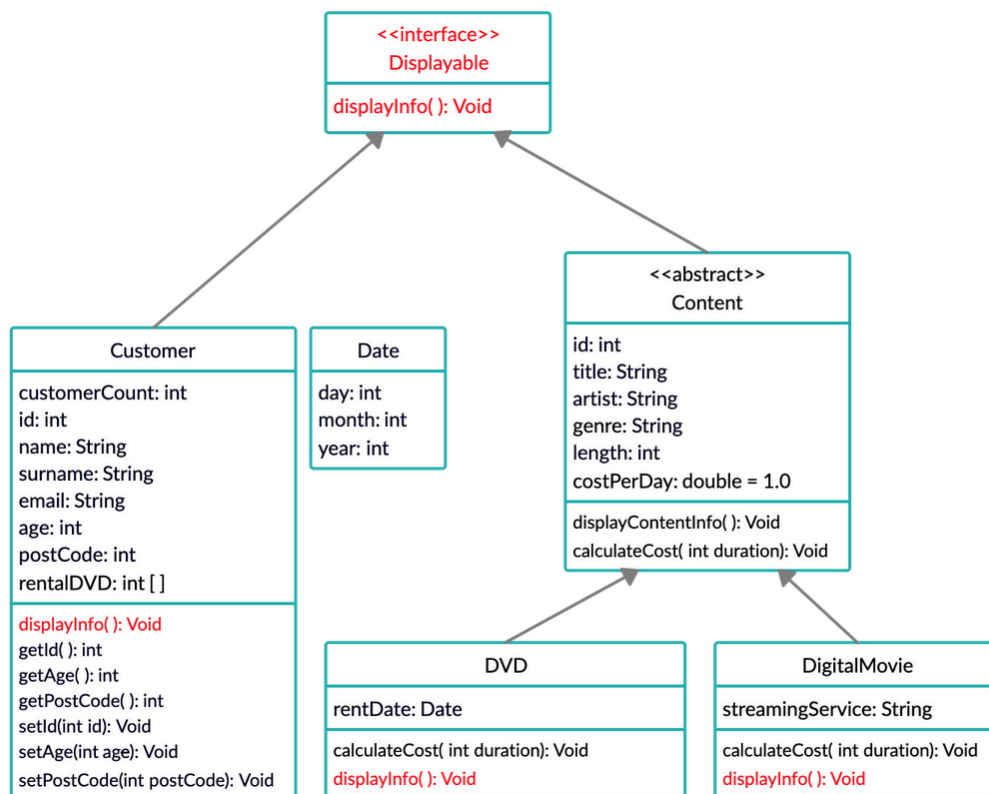 <<interface>>
Displayable
displayInfo( ): Void
<<abstract>>
Content
id: int
title: String
artist: String
genre: String
length: int
costPerDay: double = 1.0
displayContentInfo( ): Void
calculateCost( int duration): Void
Customer
customerCount: int
id: int
name: String
surname: String
email: String
age: int
postCode: int
rentalDVD: int [ ]
displayInfo( ): Void
getId( ): int
getAge( ): int
getPostCode( ): int
setId(int id): Void
setAge(int age): Void
setPostCode(int postCode): Void
Date
day: int
month: int
year: int
DVD
rentDate: Date
calculateCost( int duration): Void
displayInfo( ): Void
DigitalMovie
streamingService: String
calculateCost( int duration): Void
displayInfo( ): Void